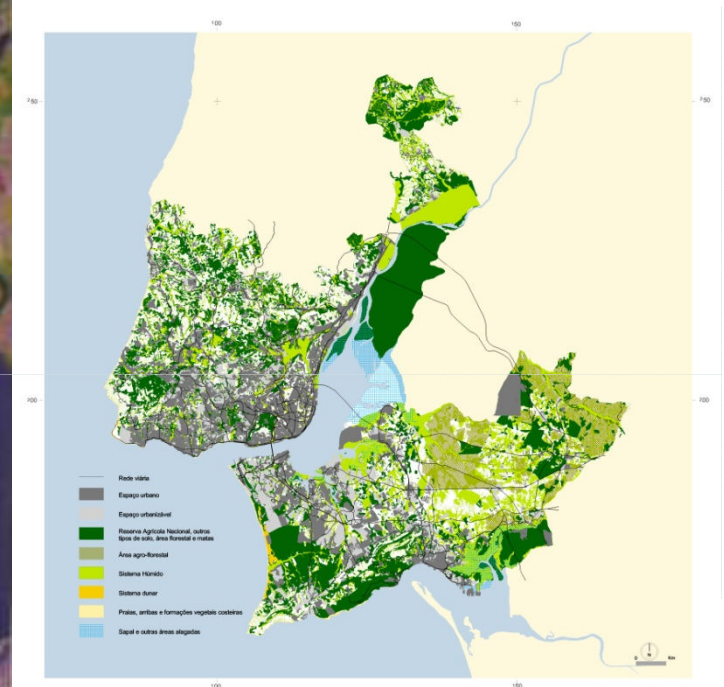 100
150
250
250
200
200
Rede viária
Espaço urbano
Espaço urbanizável
Reserva Agrícola Nacional, outros
tipos de solo, área florestal e matas
Área agro-florestal
Sistema Húmido
Sistema dunar
Praias, arribas e formações vegetais costeiras
Sapal e outras áreas alagadas
N
0
Km
100
150